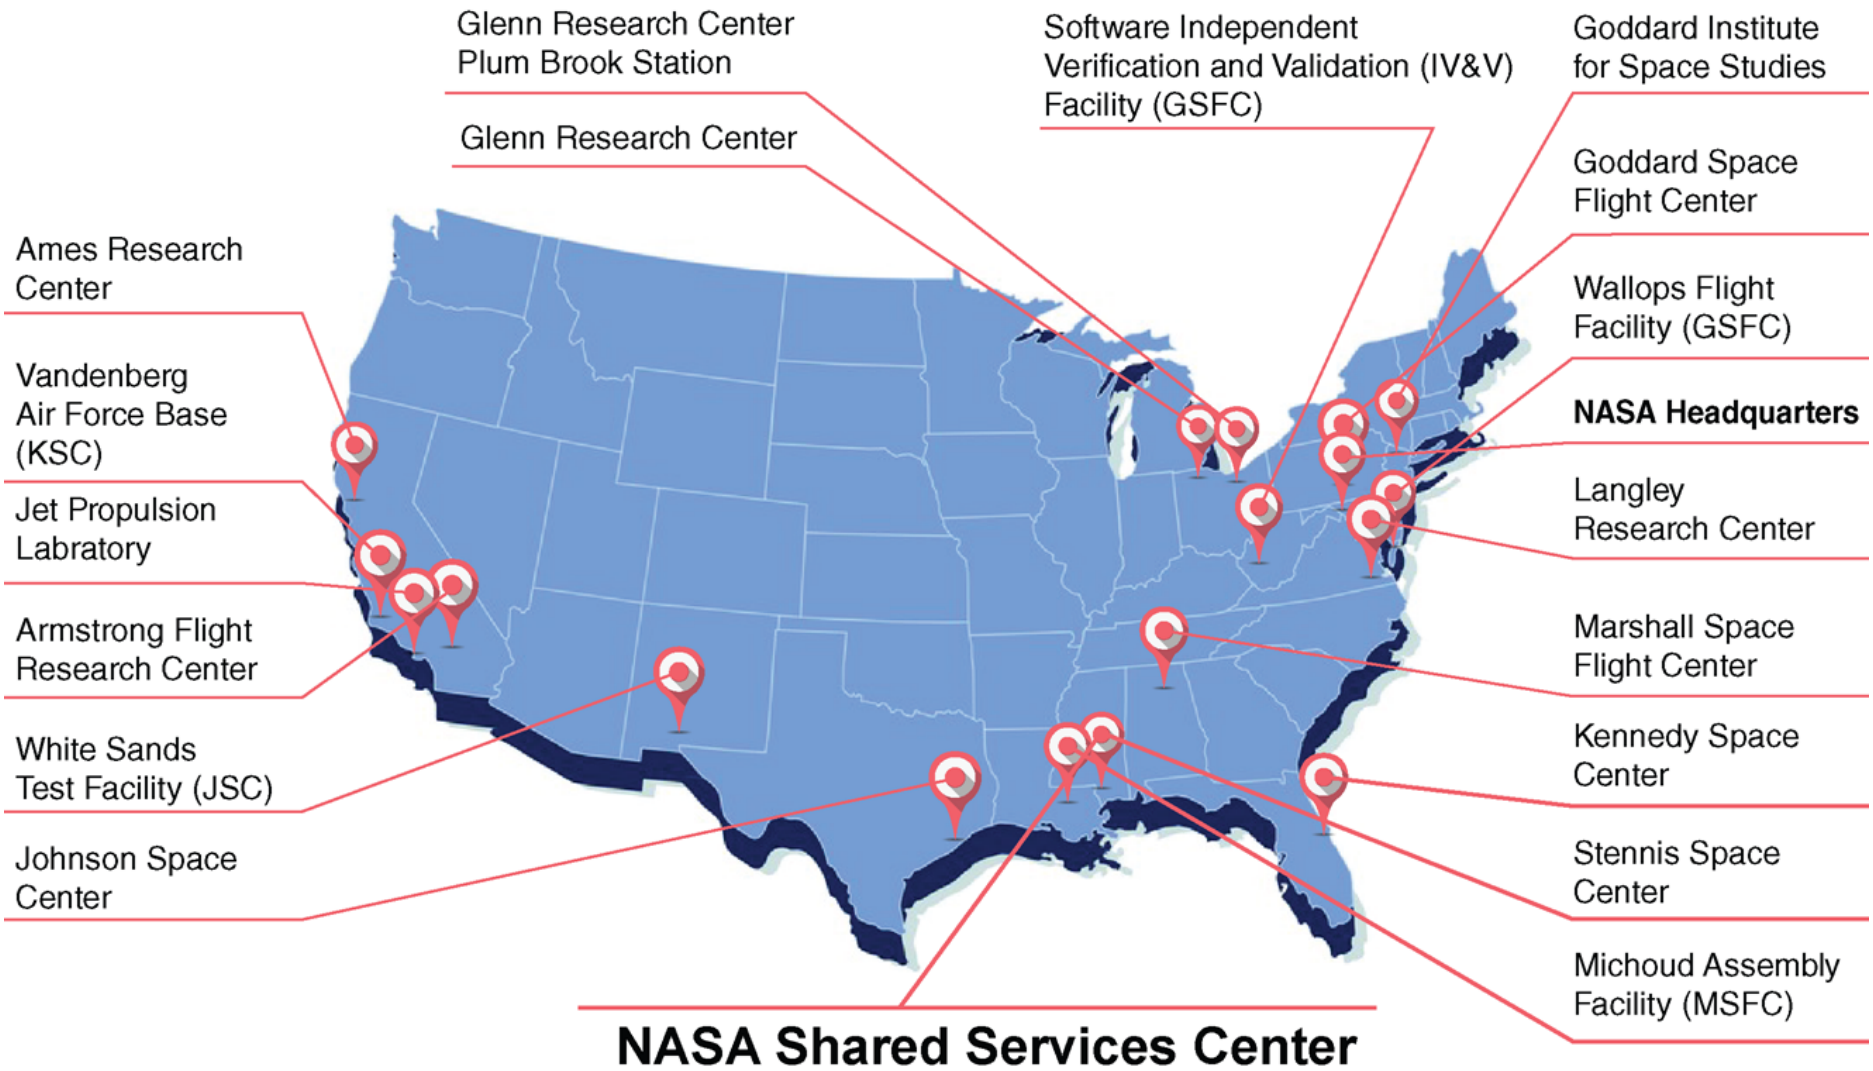 Glenn Research Center
Plum Brook Station
Glenn Research Center
Software Independent
Verification and Validation (IV&V)
Facility (GSFC)
Goddard Institute
for Space Studies
Goddard Space
Flight Center
Wallops Flight
Facility (GSFC)
NASA Headquarters
Langley
Research Center
Marshall Space
Flight Center
Kennedy Space
Center
Stennis Space
Center
Michoud Assembly
Facility (MSFC)
Ames Research
Center
Vandenberg
Air Force Base
(KSC)
Jet Propulsion
Labratory
Armstrong Flight
Research Center
White Sands
Test Facility (JSC)
Johnson Space
Center
NASA Shared Services Center